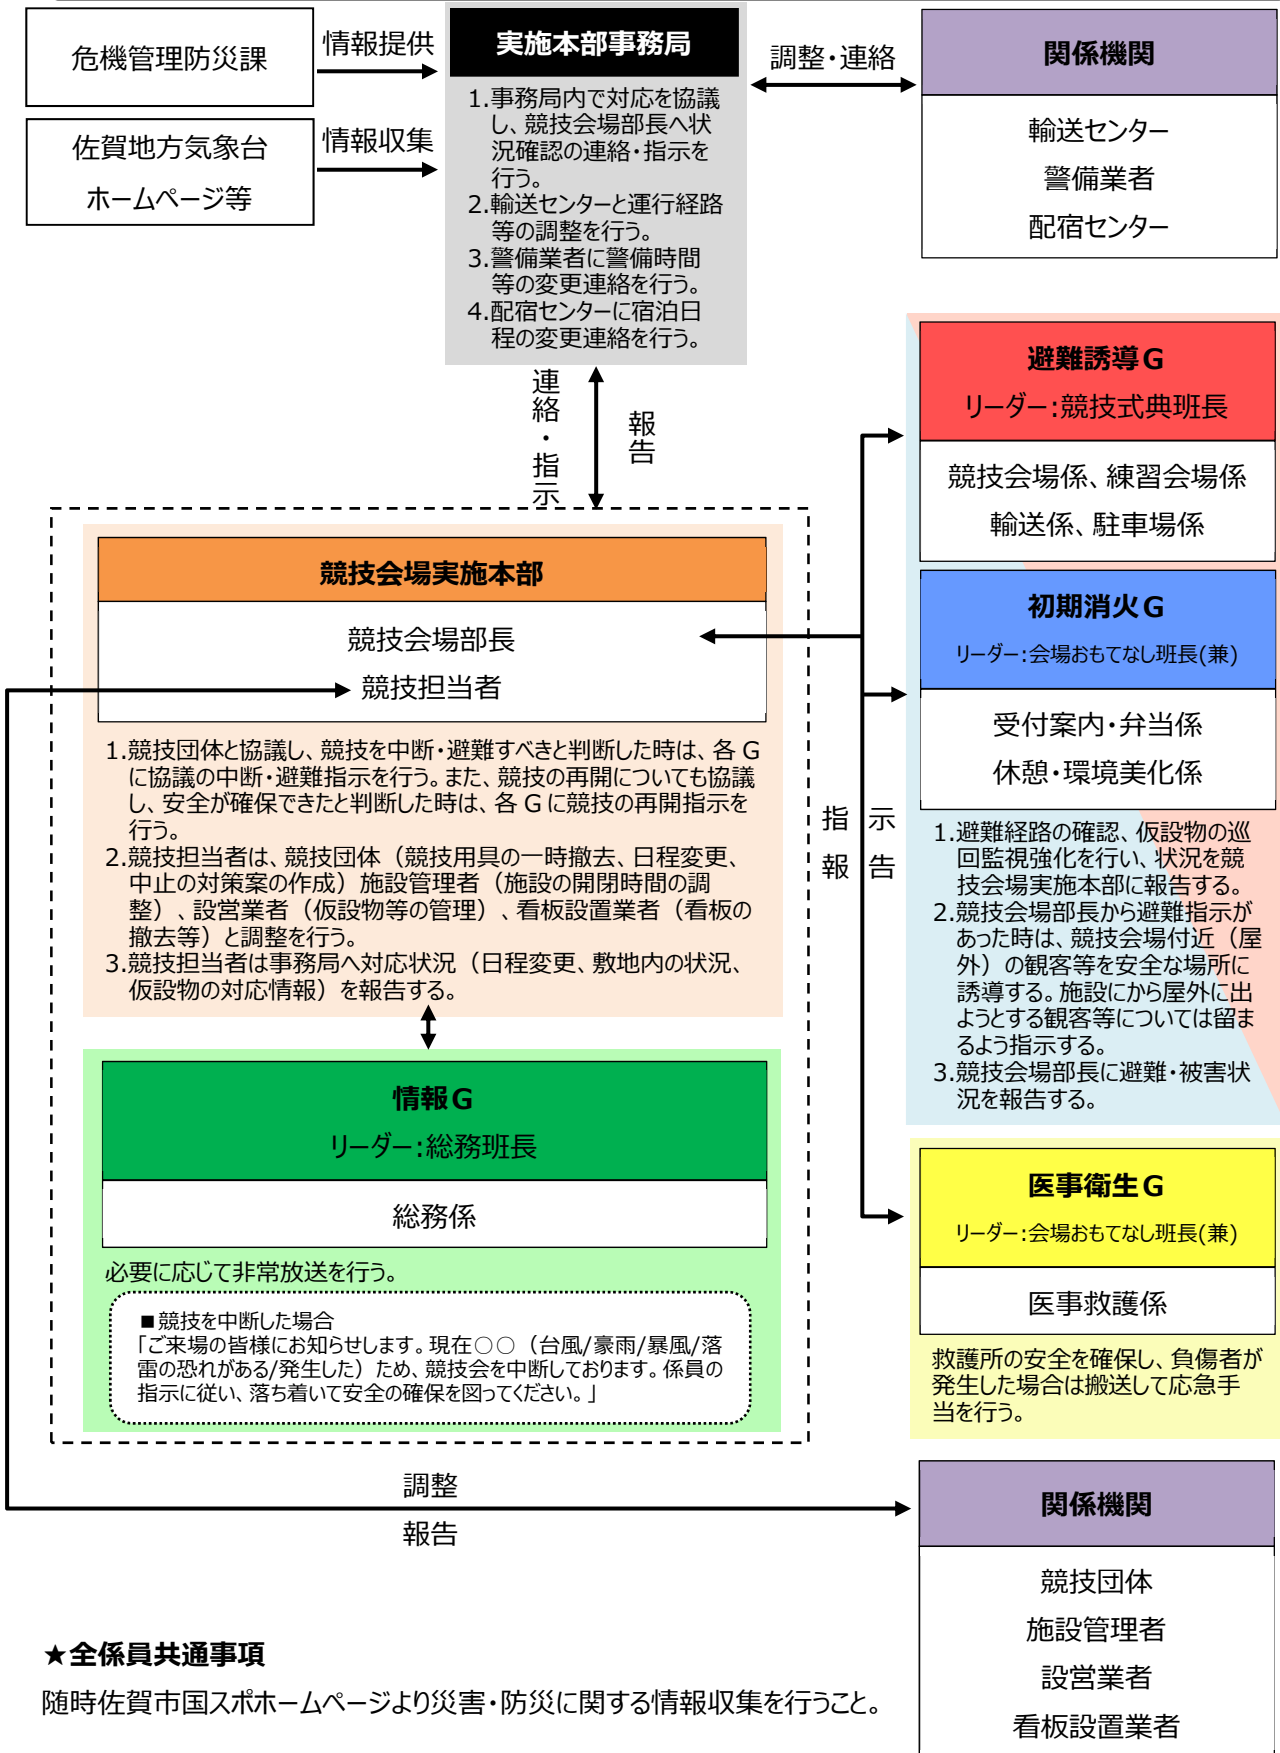 危機管理防災課
情報提供
佐賀地方気象台
ホームページ等
情報収集
実施本部事務局
1.事務局内で対応を協議
し、競技会場部長へ状
況確認の連絡・指示を
行う。
2.輸送センターと運行経路
等の調整を行う。
3.警備業者に警備時間
等の変更連絡を行う。
4.配宿センターに宿泊日
程の変更連絡を行う。
調整・連絡
関係機関
輸送センター
警備業者
配宿センター
連絡・指示
報告
避難誘導G
リーダー:競技式典班長
競技会場係、練習会場係
輸送係、駐車場係
初期消火G
リーダー:会場おもてなし班長(兼)
受付案内・弁当係
休憩・環境美化係
1.避難経路の確認、仮設物の巡
回監視強化を行い、状況を競
技会場実施本部に報告する。
2.競技会場部長から避難指示が
あった時は、競技会場付近（屋
外）の観客等を安全な場所に
誘導する。施設にから屋外に出
ようとする観客等については留ま
るよう指示する。
3.競技会場部長に避難・被害状
況を報告する。
競技会場実施本部
競技会場部長
競技担当者
1.競技団体と協議し、競技を中断・避難すべきと判断した時は、各 G
に協議の中断・避難指示を行う。また、競技の再開についても協議
し、安全が確保できたと判断した時は、各 G に競技の再開指示を
行う。
2.競技担当者は、競技団体（競技用具の一時撤去、日程変更、
中止の対策案の作成）施設管理者（施設の開閉時間の調
整）、設営業者（仮設物等の管理）、看板設置業者（看板の
撤去等）と調整を行う。
3.競技担当者は事務局へ対応状況（日程変更、敷地内の状況、
仮設物の対応情報）を報告する。
指 示
報 告
情報G
リーダー:総務班長
総務係
必要に応じて非常放送を行う。
■競技を中断した場合
「ご来場の皆様にお知らせします。現在○○（台風/豪雨/暴風/落
雷の恐れがある/発生した）ため、競技会を中断しております。係員の
指示に従い、落ち着いて安全の確保を図ってください。」
医事衛生G
リーダー:会場おもてなし班長(兼)
医事救護係
救護所の安全を確保し、負傷者が
発生した場合は搬送して応急手
当を行う。
調整
報告
関係機関
競技団体
施設管理者
設営業者
看板設置業者
★全係員共通事項
随時佐賀市国スポホームページより災害・防災に関する情報収集を行うこと。